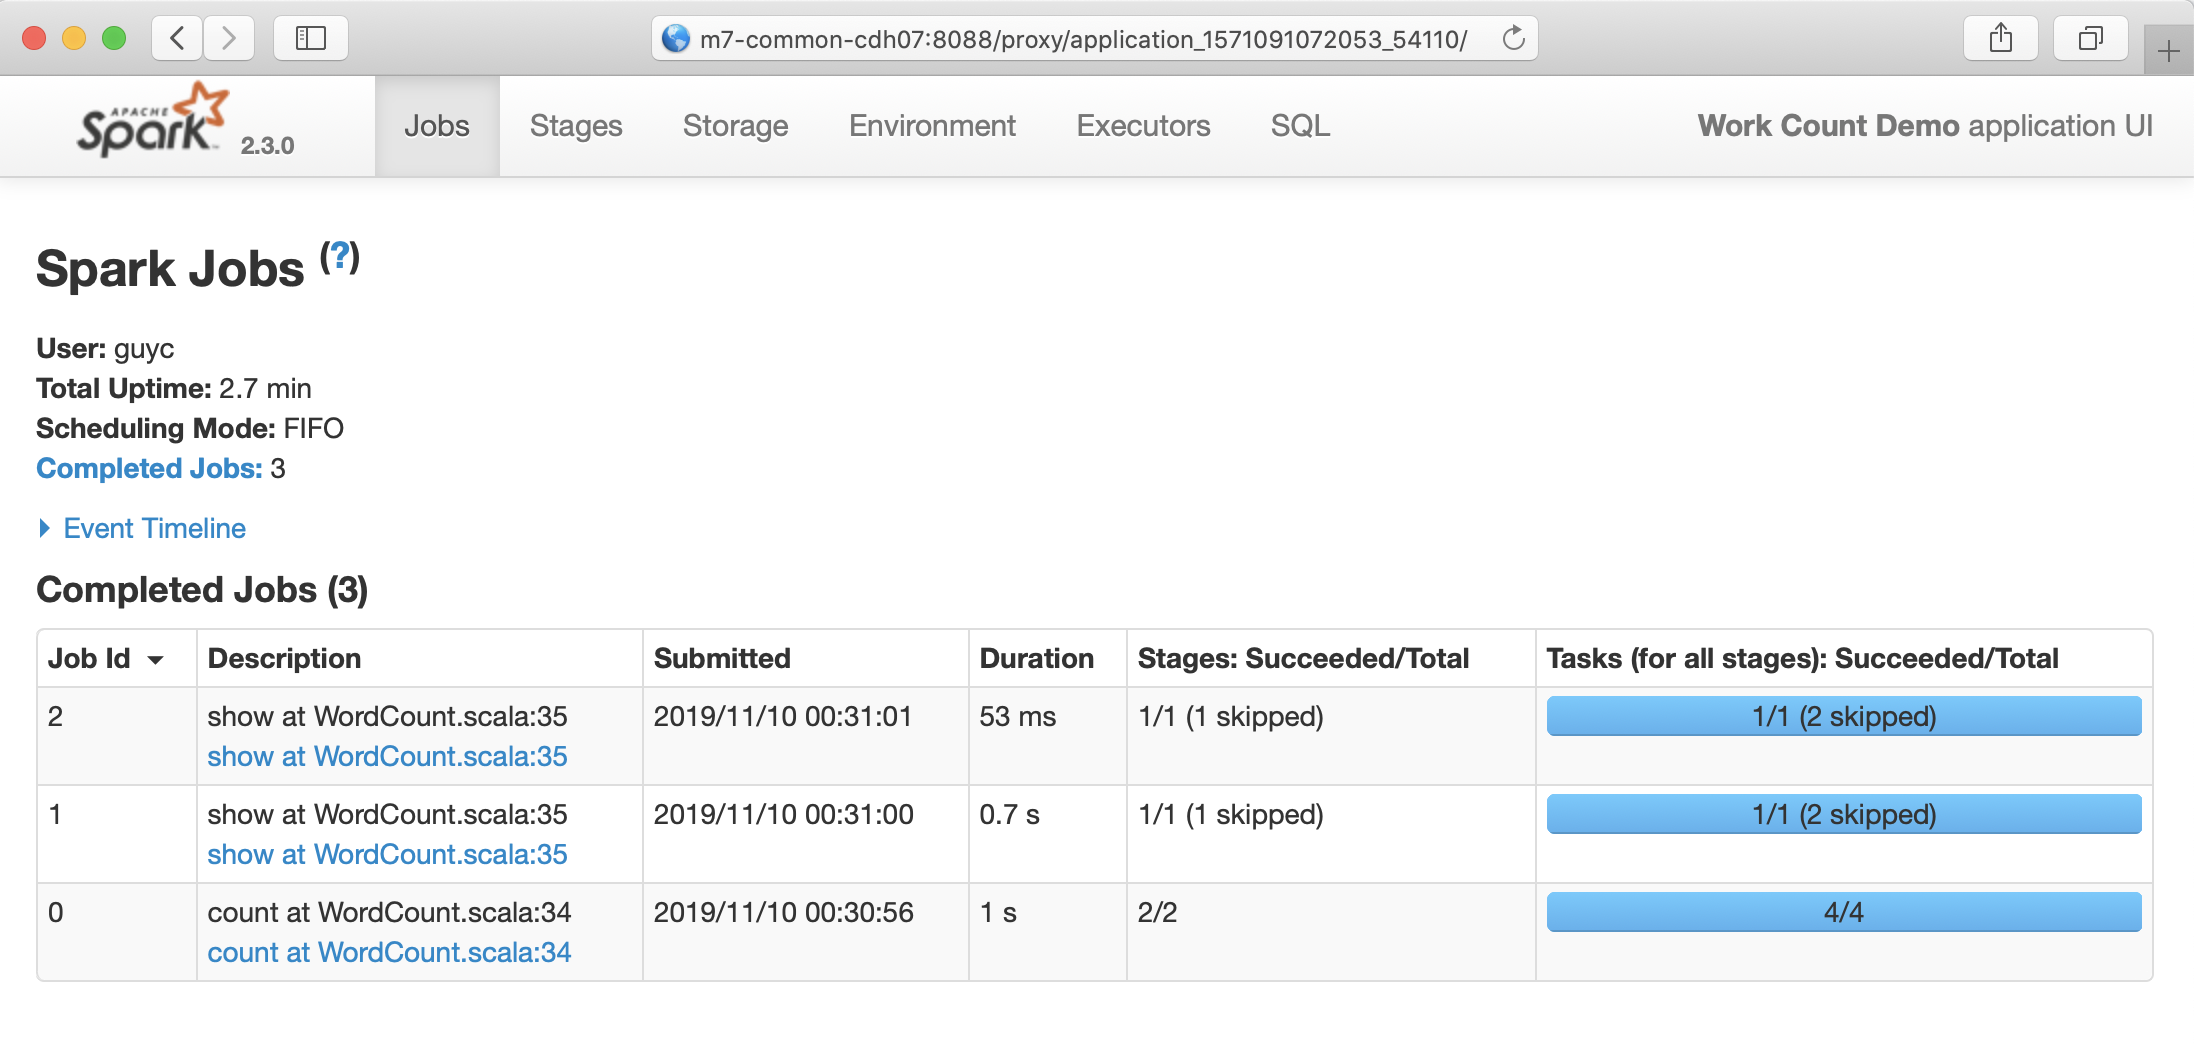 m7-common-cdh07:8088/proxy/application_1571091072053_54110/
APACHE
Spark 2.3.0
Jobs Stages Storage Environment Executors SQL Work Count Demo application UI
Spark Jobs (?)
User: guyc
Total Uptime: 2.7 min
Scheduling Mode: FIFO
Completed Jobs: 3
Event Timeline
Completed Jobs (3)
Job Id Description Submitted Duration Stages: Succeeded/Total Tasks (for all stages): Succeeded/Total
2 show at WordCount.scala:35 2019/11/10 00:31:01 53 ms 1/1 (1 skipped) 1/1 (2 skipped)
show at WordCount.scala:35
1 show at WordCount.scala:35 2019/11/10 00:31:00 0.7 s 1/1 (1 skipped) 1/1 (2 skipped)
show at WordCount.scala:35
0 count at WordCount.scala:34 2019/11/10 00:30:56 1 s 2/2 4/4
count at WordCount.scala:34